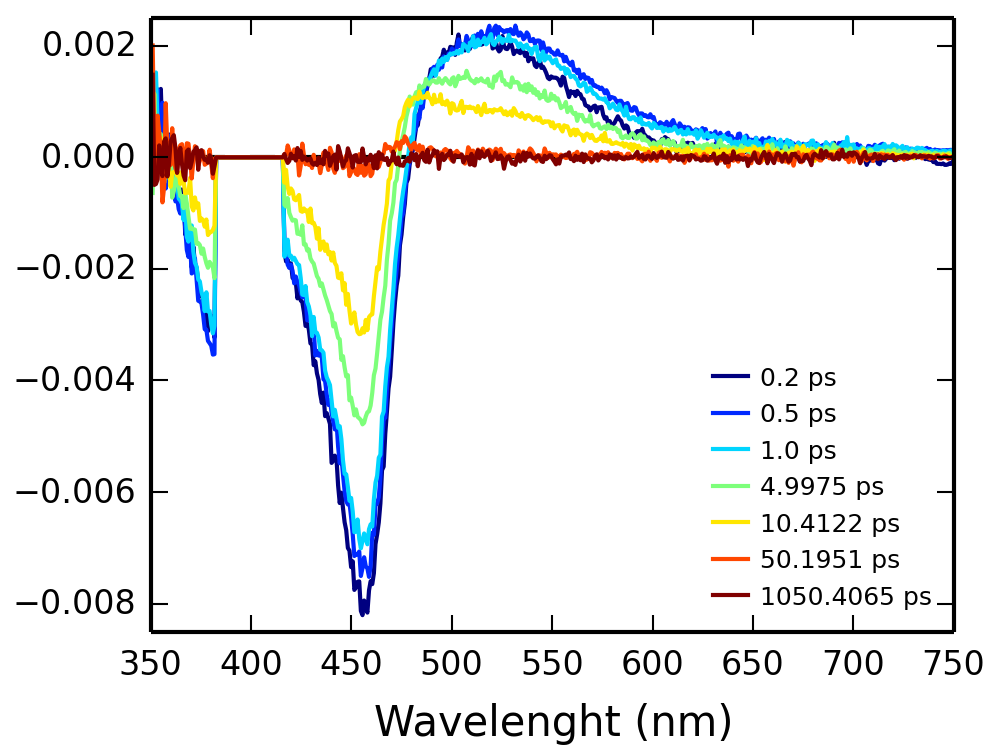 0.002
0.000
−0.002
−0.004
−0.006
−0.008
0.2 ps
0.5 ps
1.0 ps
4.9975 ps
10.4122 ps
50.1951 ps
1050.4065 ps
350 400 450 500 550 600 650 700 750
Wavelenght (nm)